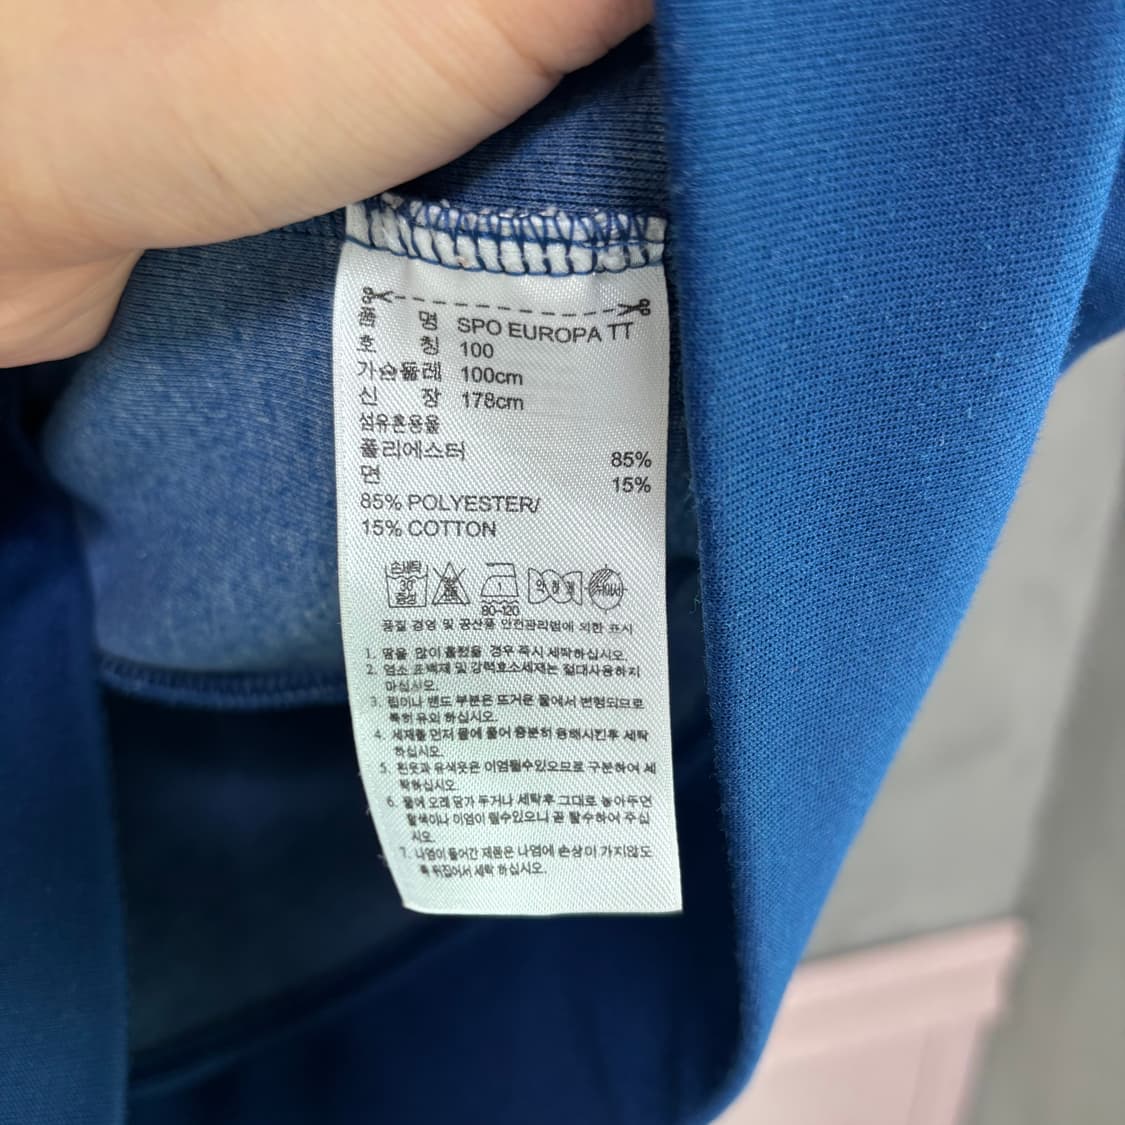 품 명 SPO EUROPA TT
호 칭 100
가슴둘레 100cm
신 장 178cm
섬유혼용율
폴리에스터 85%
면 15%
85% POLYESTER/
15% COTTON
손세탁
30°
중성
80-120
품질 경영 및 공산품 안전관리법에 의한 표시
1. 땀을 많이 흘렸을 경우 즉시 세탁하십시오.
2. 염소 표백제 및 강력효소세제는 절대사용하지
마십시오.
3. 립이나 밴드 부분은 뜨거운 물에서 변형되므로
특히 유의 하십시오.
4. 세제를 먼저 물에 풀어 충분히 용해시킨후 세탁
하십시오.
5. 흰옷과 유색옷은 이염될수있으므로 구분하여 세
탁하십시오.
6. 물에 오래 담가 두거나 세탁후 그대로 놓아두면
탈색이나 이염이 될수있으니 곧 탈수하여 주십
시오.
7. 나염이 들어간 제품은 나염에 손상이 가지않도
록 뒤집어서 세탁 하십시오.